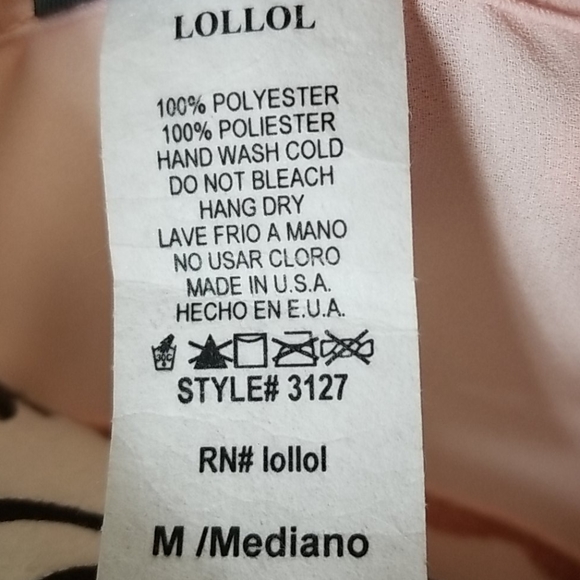 LOLLOL
100% POLYESTER
100% POLIESTER
HAND WASH COLD
DO NOT BLEACH
HANG DRY
LAVE FRIO A MANO
NO USAR CLORO
MADE IN U.S.A.
HECHO EN E.U.A.
STYLE# 3127
RN# lollol
M /Mediano